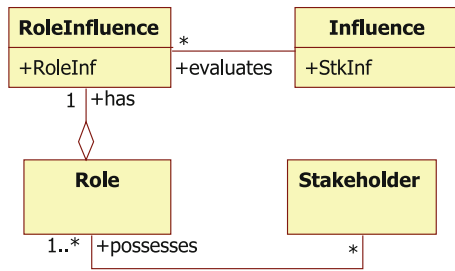 RoleInfluence
+RoleInf
*
+evaluates
Influence
+StkInf
1 +has
Role
Stakeholder
1..* +possesses
*